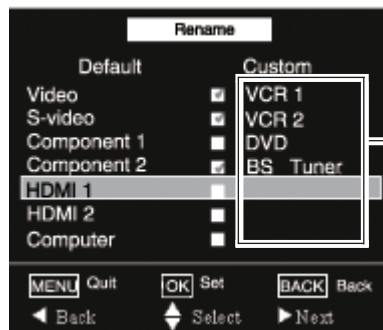 Rename
Default Custom
Video VCR 1
S-video VCR 2
Component 1 DVD
Component 2 BS Tuner
HDMI 1
HDMI 2
Computer
MENU Quit OK Set BACK Back
Back Select Next